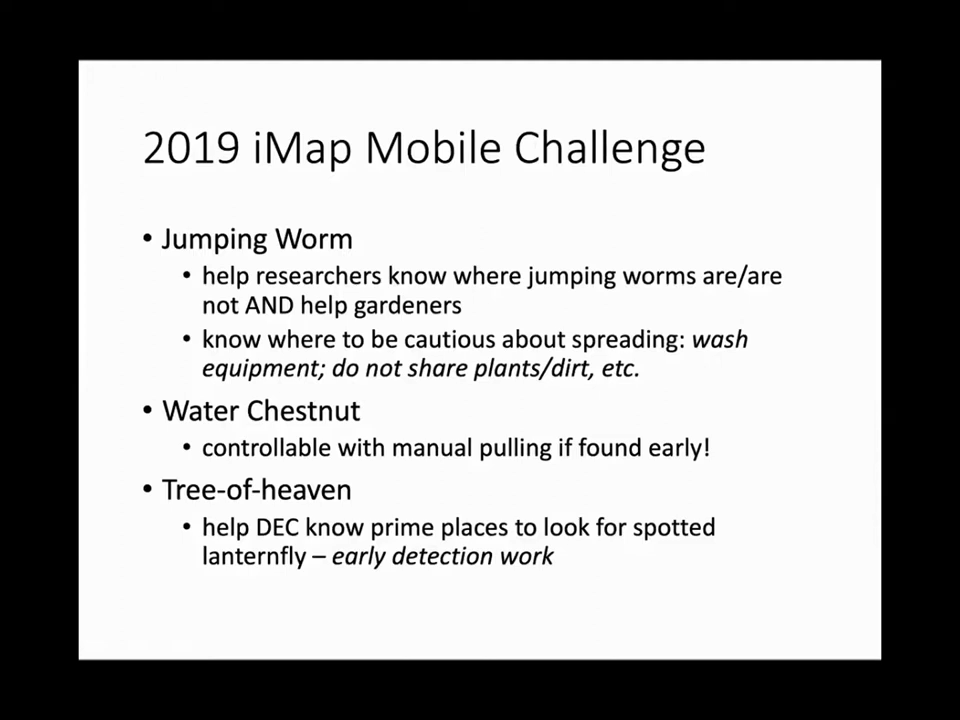 2019 iMap Mobile Challenge
• Jumping Worm
• help researchers know where jumping worms are/are
not AND help gardeners
• know where to be cautious about spreading: wash
equipment; do not share plants/dirt, etc.
• Water Chestnut
• controllable with manual pulling if found early!
• Tree-of-heaven
• help DEC know prime places to look for spotted
lanternfly – early detection work